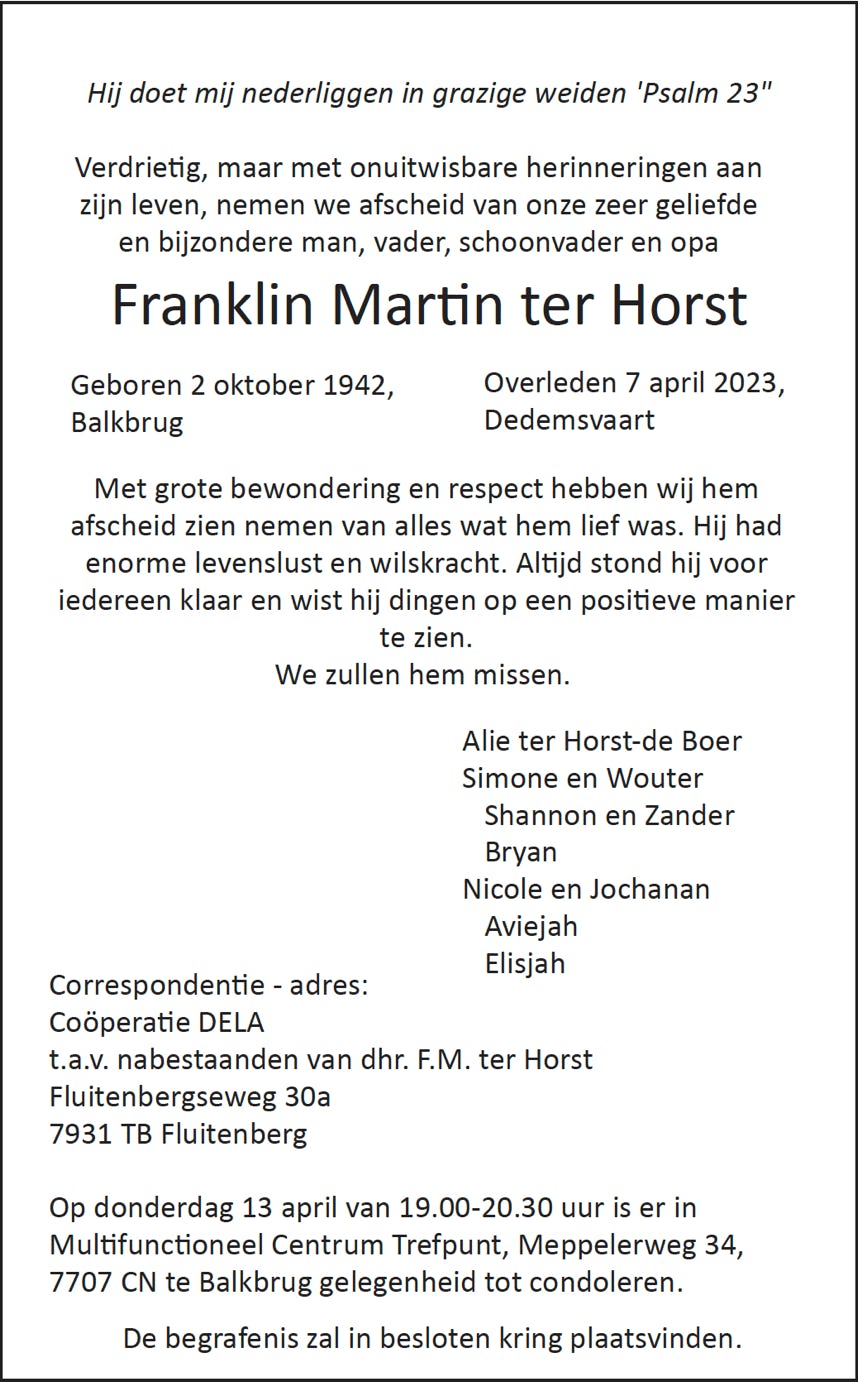 Hij doet mij nederliggen in grazige weiden 'Psalm 23"
Verdrietig, maar met onuitwisbare herinneringen aan
zijn leven, nemen we afscheid van onze zeer geliefde
en bijzondere man, vader, schoonvader en opa
Franklin Martin ter Horst
Geboren 2 oktober 1942,
Balkbrug
Overleden 7 april 2023,
Dedemsvaart
Met grote bewondering en respect hebben wij hem
afscheid zien nemen van alles wat hem lief was. Hij had
enorme levenslust en wilskracht. Altijd stond hij voor
iedereen klaar en wist hij dingen op een positieve manier
te zien.
We zullen hem missen.
Alie ter Horst-de Boer
Simone en Wouter
Shannon en Zander
Bryan
Nicole en Jochanan
Aviejah
Elisjah
Correspondentie - adres:
Coöperatie DELA
t.a.v. nabestaanden van dhr. F.M. ter Horst
Fluitenbergseweg 30a
7931 TB Fluitenberg
Op donderdag 13 april van 19.00-20.30 uur is er in
Multifunctioneel Centrum Trefpunt, Meppelerweg 34,
7707 CN te Balkbrug gelegenheid tot condoleren.
De begrafenis zal in besloten kring plaatsvinden.